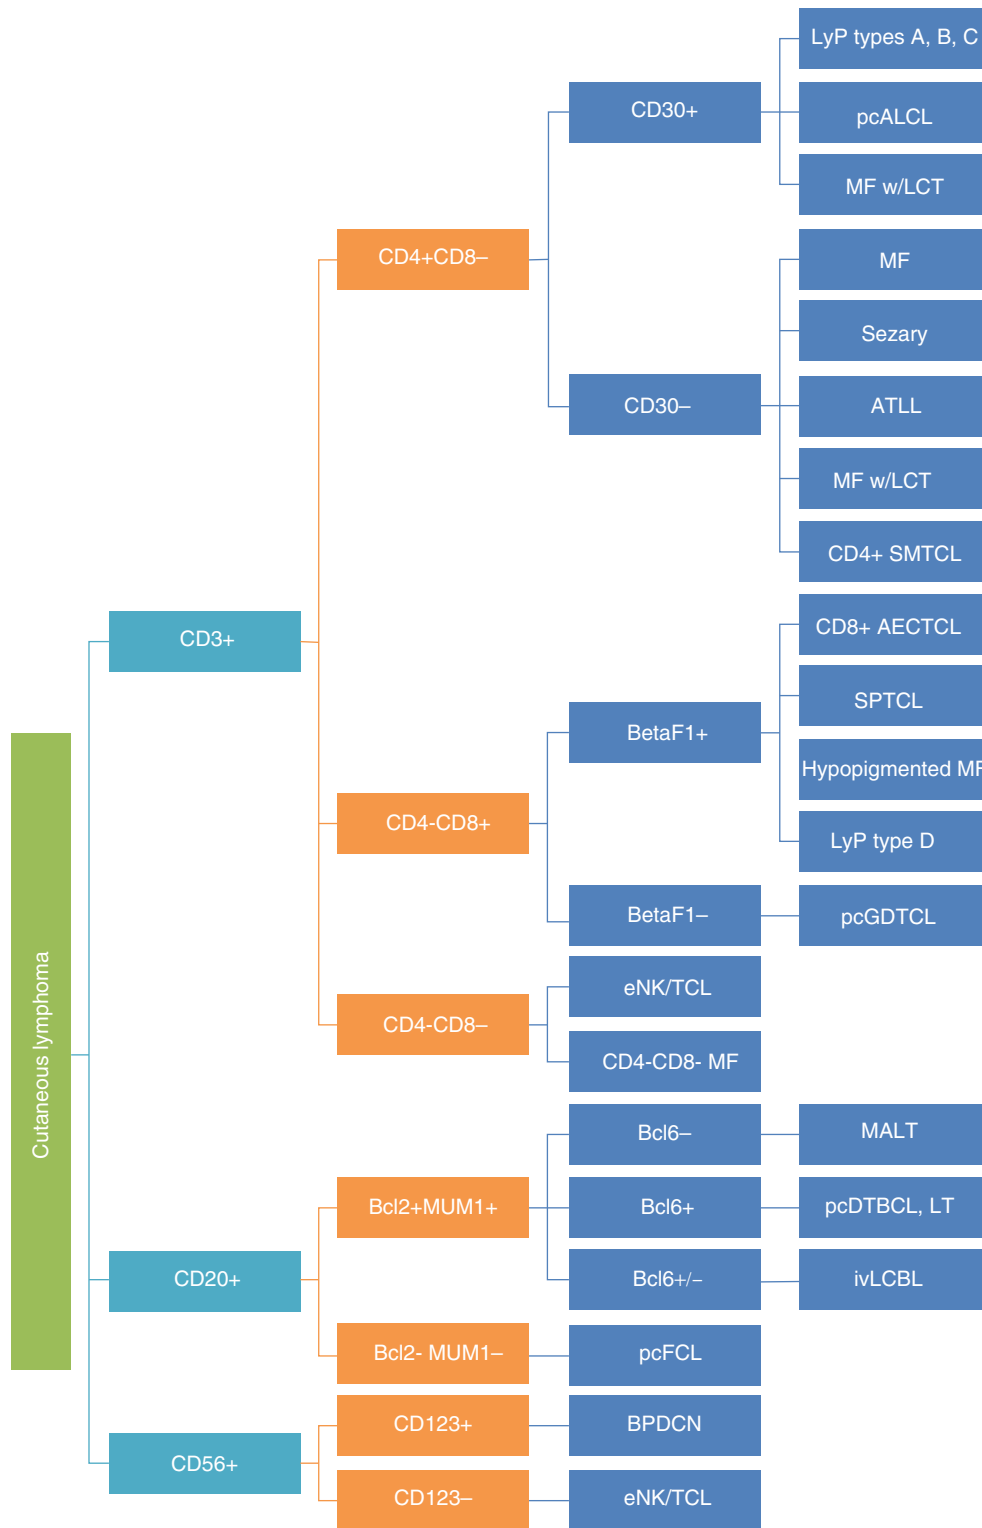 Cutaneous lymphoma
CD3+
CD4+CD8–
CD30+
LyP types A, B, C
pcALCL
MF w/LCT
CD30–
MF
Sezary
ATLL
MF w/LCT
CD4+ SMTCL
CD4-CD8+
BetaF1+
CD8+ AECTCL
SPTCL
Hypopigmented MF
LyP type D
BetaF1–
pcGDTCL
CD4-CD8–
eNK/TCL
CD4-CD8- MF
CD20+
Bcl2+MUM1+
Bcl6–
MALT
Bcl6+
pcDTBCL, LT
Bcl6+/–
ivLCBL
Bcl2- MUM1–
pcFCL
CD56+
CD123+
BPDCN
CD123–
eNK/TCL